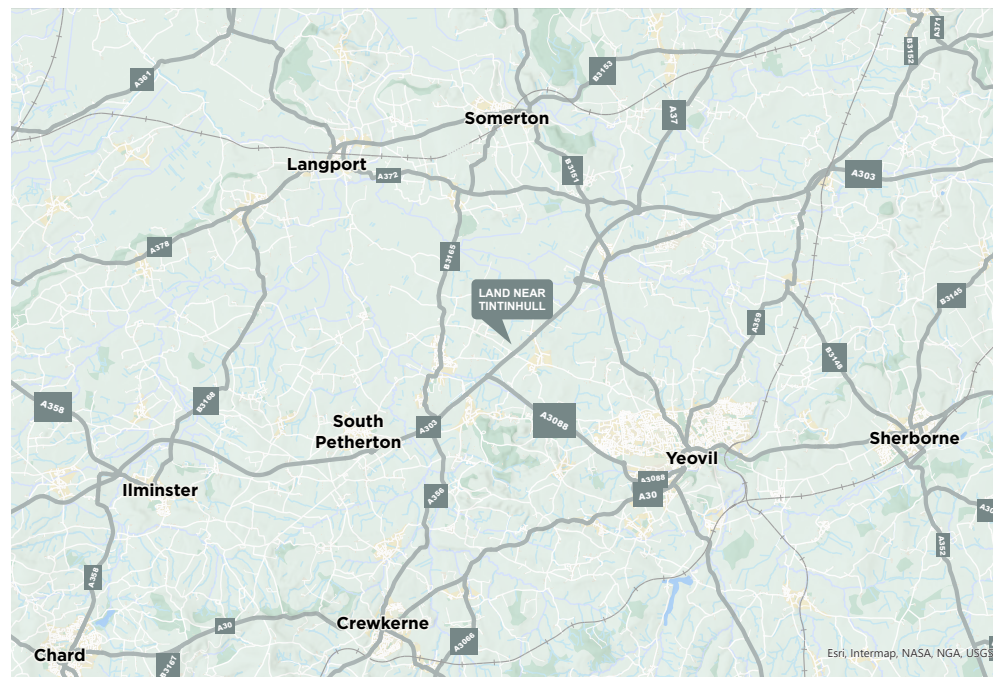 A371
B3152
A361
B3153
A37
Somerton
Langport
A372
B3151
A303
A378
B3165
LAND NEAR
TINTINHULL
B3145
A359
B3148
A358
B3168
South
Petherton
A303
A3088
Sherborne
Yeovil
A3088
A30
Ilminster
A356
A30
A352
A358
Crewkerne
A30
A3066
Chard
B3167
Esri, Intermap, NASA, NGA, USGS